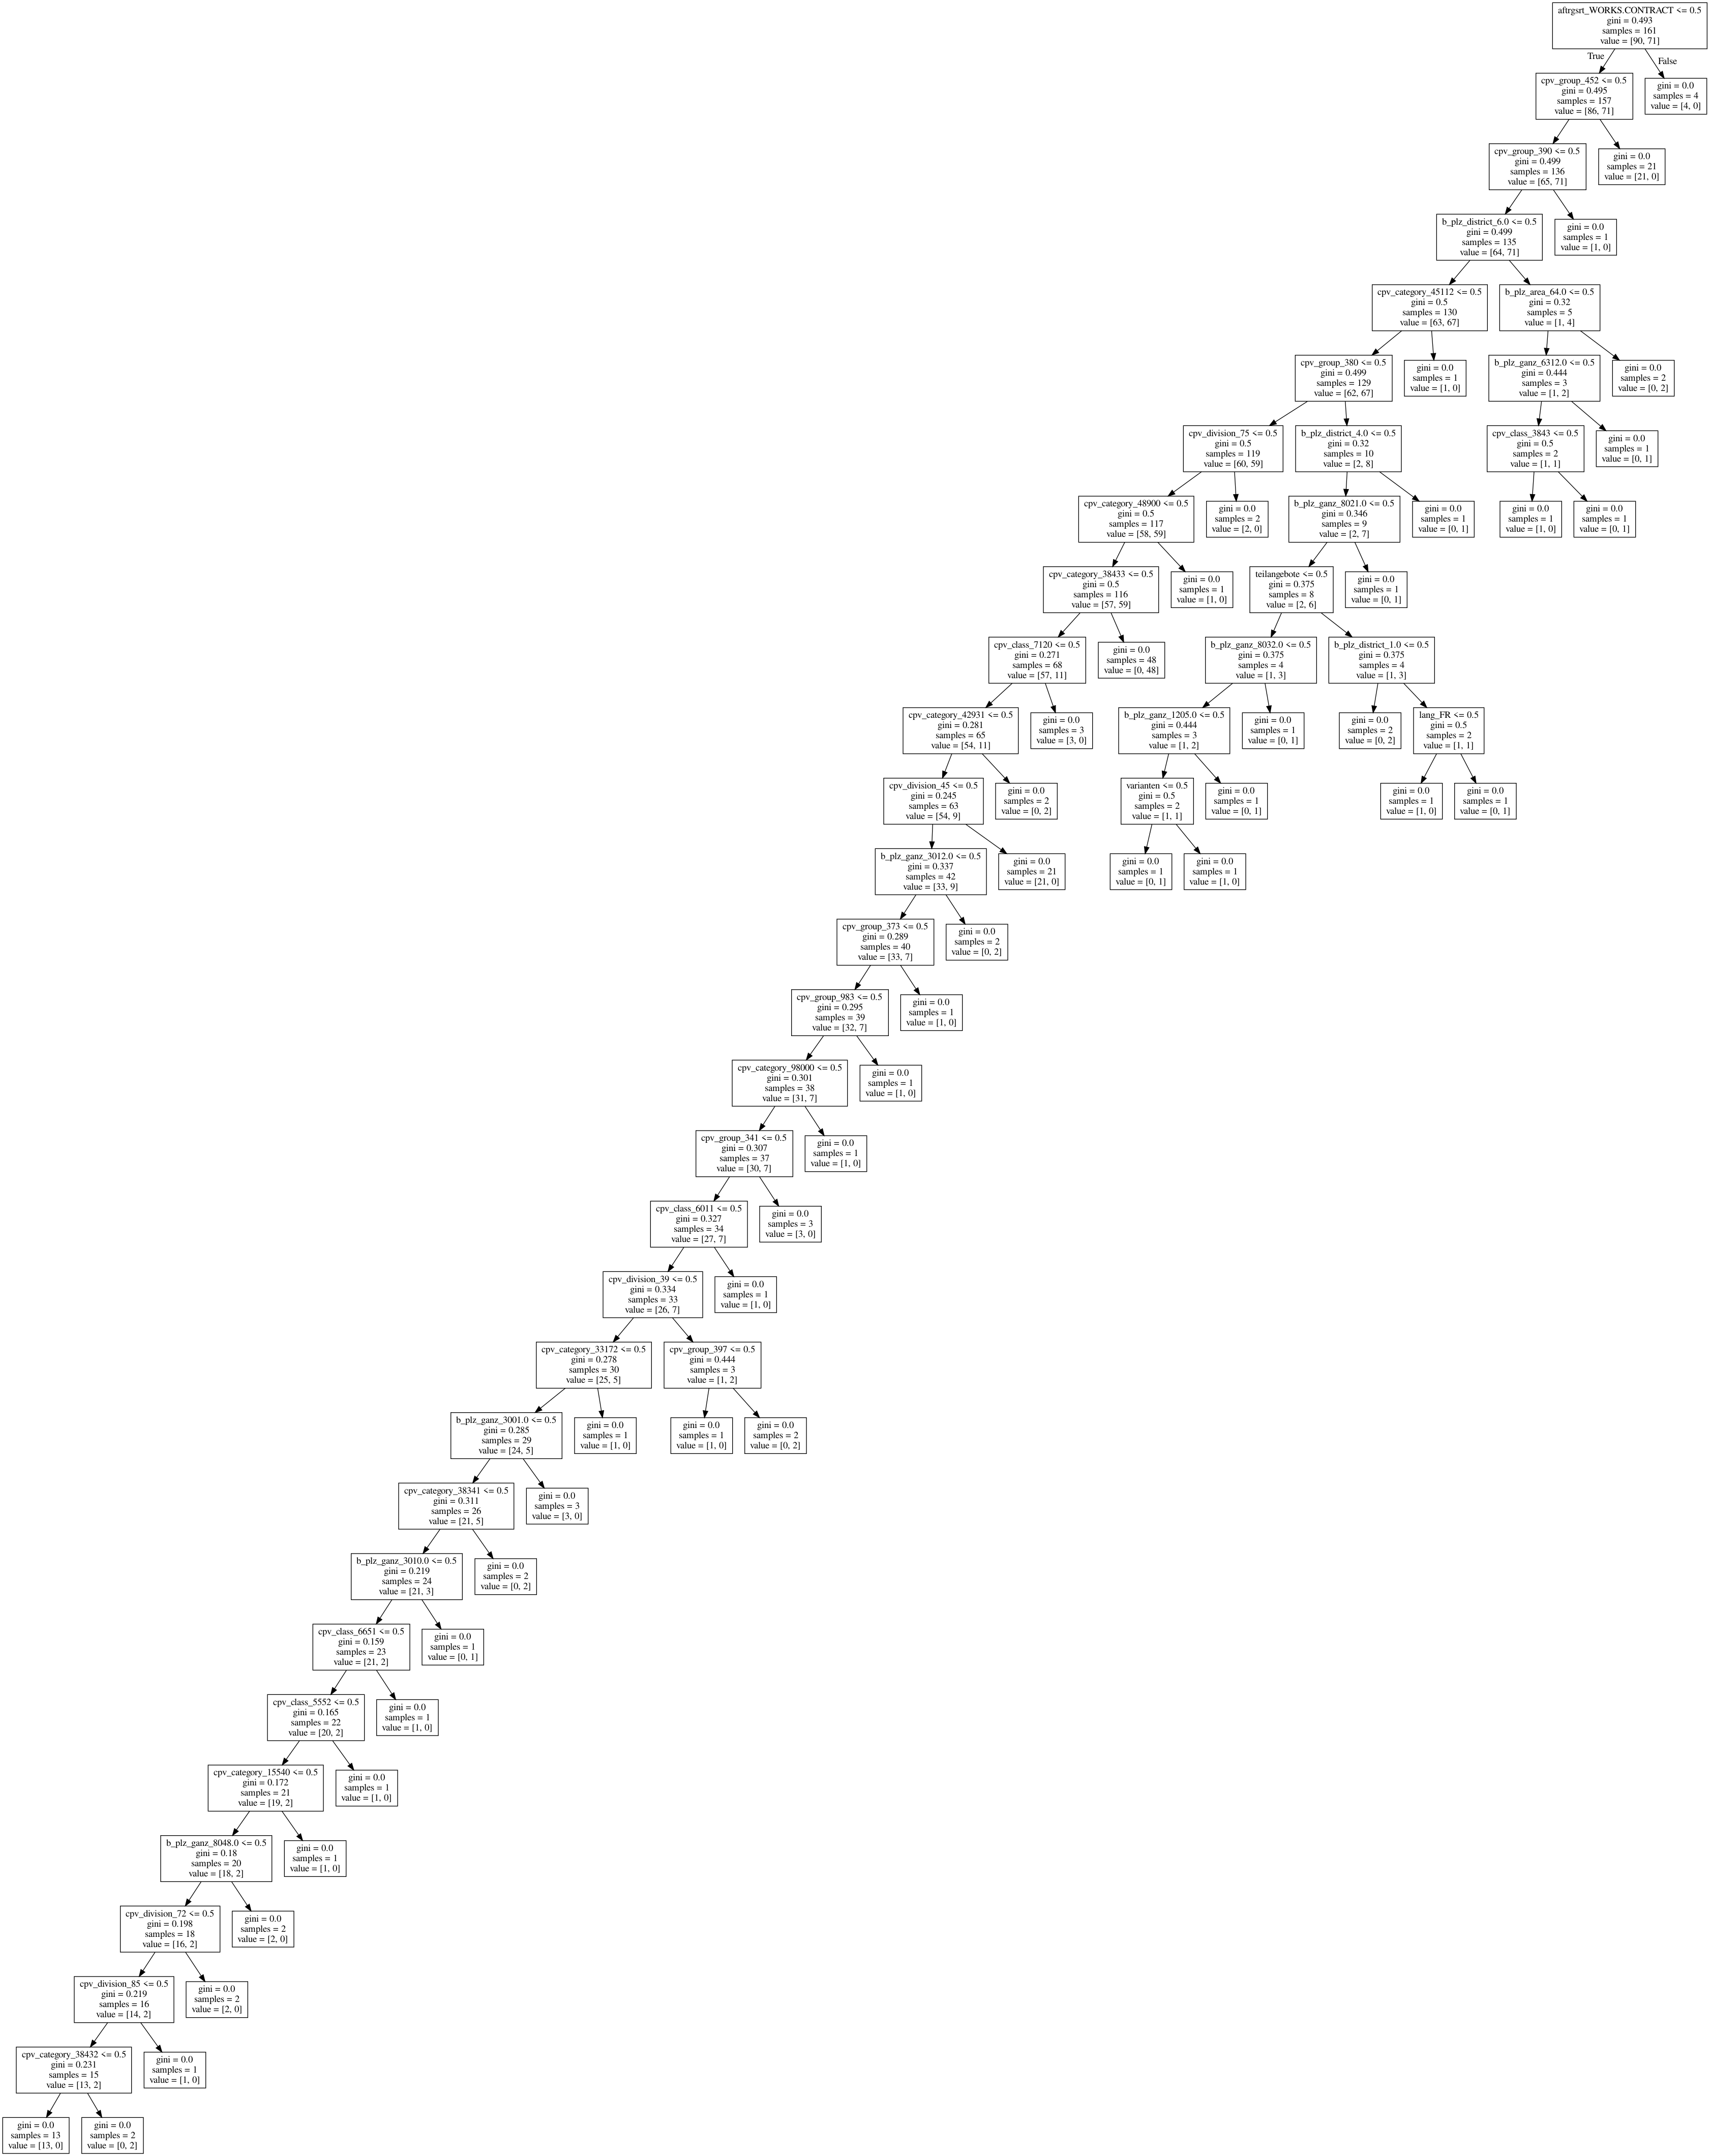 aftrgsrt_WORKS.CONTRACT <= 0.5
gini = 0.493
samples = 161
value = [90, 71]
True
False
cpv_group_452 <= 0.5
gini = 0.495
samples = 157
value = [86, 71]
gini = 0.0
samples = 4
value = [4, 0]
cpv_group_390 <= 0.5
gini = 0.499
samples = 136
value = [65, 71]
gini = 0.0
samples = 21
value = [21, 0]
b_plz_district_6.0 <= 0.5
gini = 0.499
samples = 135
value = [64, 71]
gini = 0.0
samples = 1
value = [1, 0]
cpv_category_45112 <= 0.5
gini = 0.5
samples = 130
value = [63, 67]
b_plz_area_64.0 <= 0.5
gini = 0.32
samples = 5
value = [1, 4]
cpv_group_380 <= 0.5
gini = 0.499
samples = 129
value = [62, 67]
gini = 0.0
samples = 1
value = [1, 0]
b_plz_ganz_6312.0 <= 0.5
gini = 0.444
samples = 3
value = [1, 2]
gini = 0.0
samples = 2
value = [0, 2]
cpv_division_75 <= 0.5
gini = 0.5
samples = 119
value = [60, 59]
b_plz_district_4.0 <= 0.5
gini = 0.32
samples = 10
value = [2, 8]
cpv_class_3843 <= 0.5
gini = 0.5
samples = 2
value = [1, 1]
gini = 0.0
samples = 1
value = [0, 1]
cpv_category_48900 <= 0.5
gini = 0.5
samples = 117
value = [58, 59]
gini = 0.0
samples = 2
value = [2, 0]
b_plz_ganz_8021.0 <= 0.5
gini = 0.346
samples = 9
value = [2, 7]
gini = 0.0
samples = 1
value = [0, 1]
gini = 0.0
samples = 1
value = [1, 0]
gini = 0.0
samples = 1
value = [0, 1]
cpv_category_38433 <= 0.5
gini = 0.5
samples = 116
value = [57, 59]
gini = 0.0
samples = 1
value = [1, 0]
teilangebote <= 0.5
gini = 0.375
samples = 8
value = [2, 6]
gini = 0.0
samples = 1
value = [0, 1]
cpv_class_7120 <= 0.5
gini = 0.271
samples = 68
value = [57, 11]
gini = 0.0
samples = 48
value = [0, 48]
b_plz_ganz_8032.0 <= 0.5
gini = 0.375
samples = 4
value = [1, 3]
b_plz_district_1.0 <= 0.5
gini = 0.375
samples = 4
value = [1, 3]
cpv_category_42931 <= 0.5
gini = 0.281
samples = 65
value = [54, 11]
gini = 0.0
samples = 3
value = [3, 0]
b_plz_ganz_1205.0 <= 0.5
gini = 0.444
samples = 3
value = [1, 2]
gini = 0.0
samples = 1
value = [0, 1]
gini = 0.0
samples = 2
value = [0, 2]
lang_FR <= 0.5
gini = 0.5
samples = 2
value = [1, 1]
cpv_division_45 <= 0.5
gini = 0.245
samples = 63
value = [54, 9]
gini = 0.0
samples = 2
value = [0, 2]
varianten <= 0.5
gini = 0.5
samples = 2
value = [1, 1]
gini = 0.0
samples = 1
value = [0, 1]
gini = 0.0
samples = 1
value = [1, 0]
gini = 0.0
samples = 1
value = [0, 1]
b_plz_ganz_3012.0 <= 0.5
gini = 0.337
samples = 42
value = [33, 9]
gini = 0.0
samples = 21
value = [21, 0]
gini = 0.0
samples = 1
value = [0, 1]
gini = 0.0
samples = 1
value = [1, 0]
cpv_group_373 <= 0.5
gini = 0.289
samples = 40
value = [33, 7]
gini = 0.0
samples = 2
value = [0, 2]
cpv_group_983 <= 0.5
gini = 0.295
samples = 39
value = [32, 7]
gini = 0.0
samples = 1
value = [1, 0]
cpv_category_98000 <= 0.5
gini = 0.301
samples = 38
value = [31, 7]
gini = 0.0
samples = 1
value = [1, 0]
cpv_group_341 <= 0.5
gini = 0.307
samples = 37
value = [30, 7]
gini = 0.0
samples = 1
value = [1, 0]
cpv_class_6011 <= 0.5
gini = 0.327
samples = 34
value = [27, 7]
gini = 0.0
samples = 3
value = [3, 0]
cpv_division_39 <= 0.5
gini = 0.334
samples = 33
value = [26, 7]
gini = 0.0
samples = 1
value = [1, 0]
cpv_category_33172 <= 0.5
gini = 0.278
samples = 30
value = [25, 5]
cpv_group_397 <= 0.5
gini = 0.444
samples = 3
value = [1, 2]
b_plz_ganz_3001.0 <= 0.5
gini = 0.285
samples = 29
value = [24, 5]
gini = 0.0
samples = 1
value = [1, 0]
gini = 0.0
samples = 1
value = [1, 0]
gini = 0.0
samples = 2
value = [0, 2]
cpv_category_38341 <= 0.5
gini = 0.311
samples = 26
value = [21, 5]
gini = 0.0
samples = 3
value = [3, 0]
b_plz_ganz_3010.0 <= 0.5
gini = 0.219
samples = 24
value = [21, 3]
gini = 0.0
samples = 2
value = [0, 2]
cpv_class_6651 <= 0.5
gini = 0.159
samples = 23
value = [21, 2]
gini = 0.0
samples = 1
value = [0, 1]
cpv_class_5552 <= 0.5
gini = 0.165
samples = 22
value = [20, 2]
gini = 0.0
samples = 1
value = [1, 0]
cpv_category_15540 <= 0.5
gini = 0.172
samples = 21
value = [19, 2]
gini = 0.0
samples = 1
value = [1, 0]
b_plz_ganz_8048.0 <= 0.5
gini = 0.18
samples = 20
value = [18, 2]
gini = 0.0
samples = 1
value = [1, 0]
cpv_division_72 <= 0.5
gini = 0.198
samples = 18
value = [16, 2]
gini = 0.0
samples = 2
value = [2, 0]
cpv_division_85 <= 0.5
gini = 0.219
samples = 16
value = [14, 2]
gini = 0.0
samples = 2
value = [2, 0]
cpv_category_38432 <= 0.5
gini = 0.231
samples = 15
value = [13, 2]
gini = 0.0
samples = 1
value = [1, 0]
gini = 0.0
samples = 13
value = [13, 0]
gini = 0.0
samples = 2
value = [0, 2]